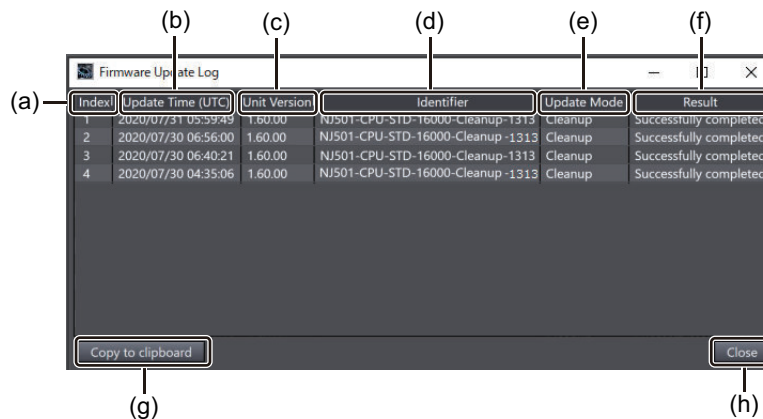 (b) (c) (d) (e) (f)
Firmware Update Log
(a) Index Update Time (UTC) Unit Version Identifier Update Mode Result
1 2020/07/31 05:59:49 1.60.00 NJ501-CPU-STD-16000-Cleanup-1313 Cleanup Successfully completed
2 2020/07/30 06:56:00 1.60.00 NJ501-CPU-STD-16000-Cleanup -1313 Cleanup Successfully completed
3 2020/07/30 06:40:21 1.60.00 NJ501-CPU-STD-16000-Cleanup-1313 Cleanup Successfully completed
4 2020/07/30 04:35:06 1.60.00 NJ501-CPU-STD-16000-Cleanup -1313 Cleanup Successfully completed
Copy to clipboard Close
(g) (h)